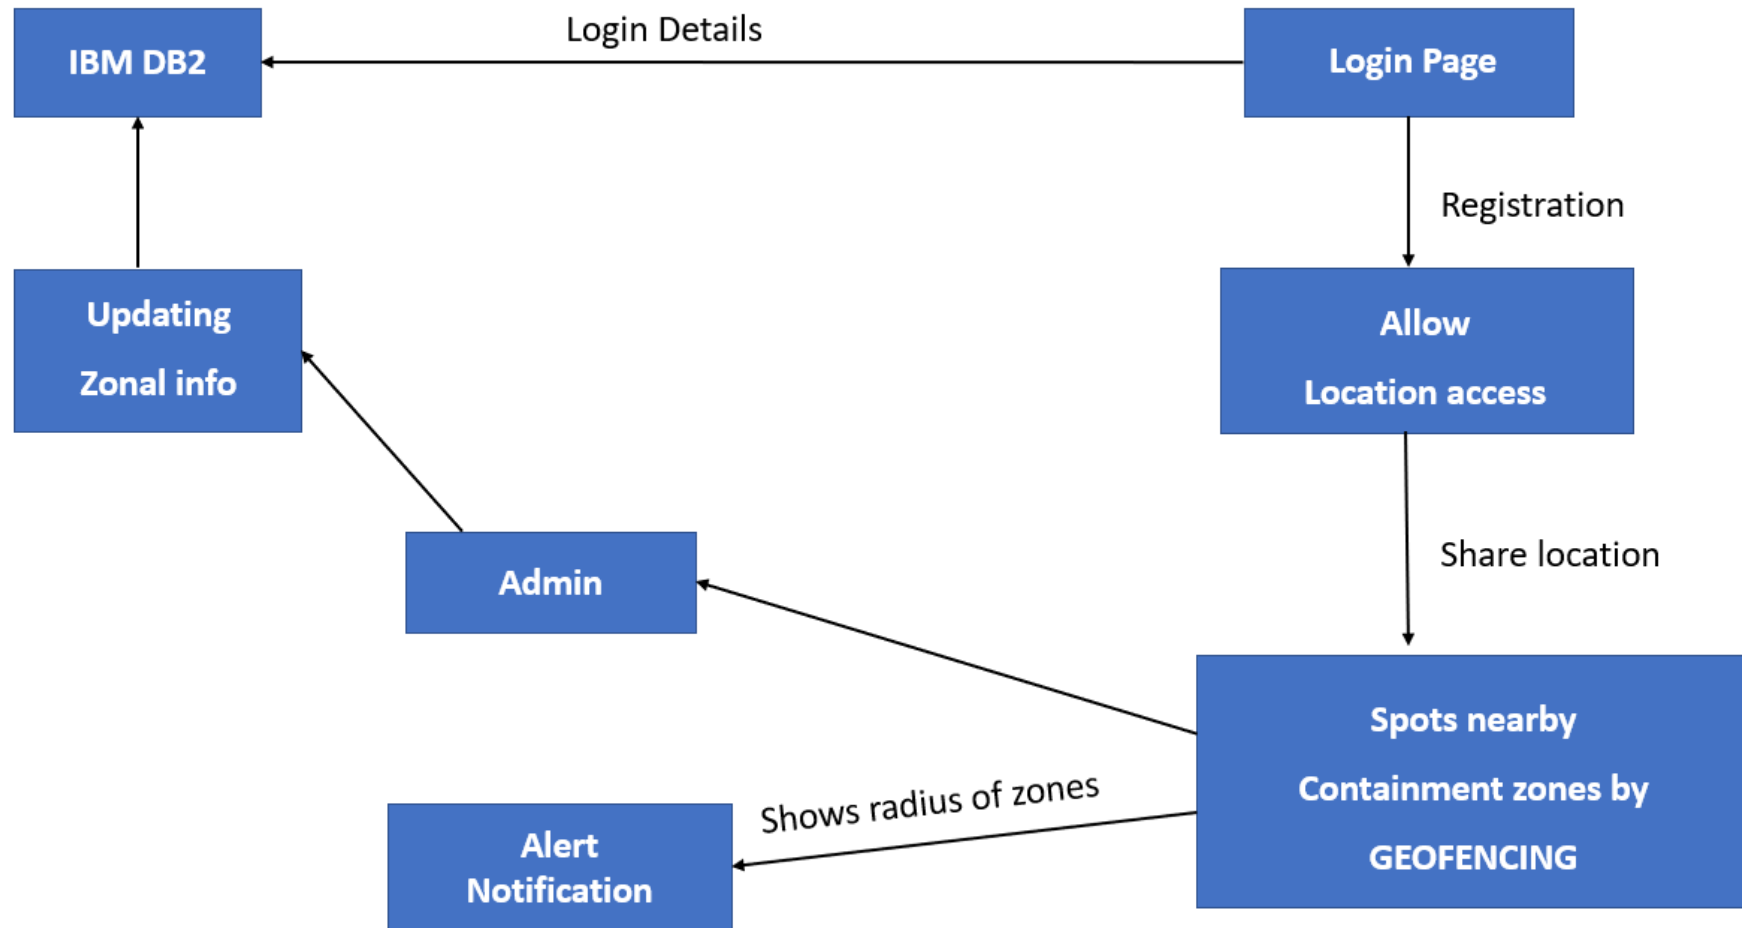 Login Details
IBM DB2
Login Page
Registration
Updating
Zonal info
Allow
Location access
Share location
Admin
Spots nearby
Containment zones by
GEOFENCING
Shows radius of zones
Alert
Notification